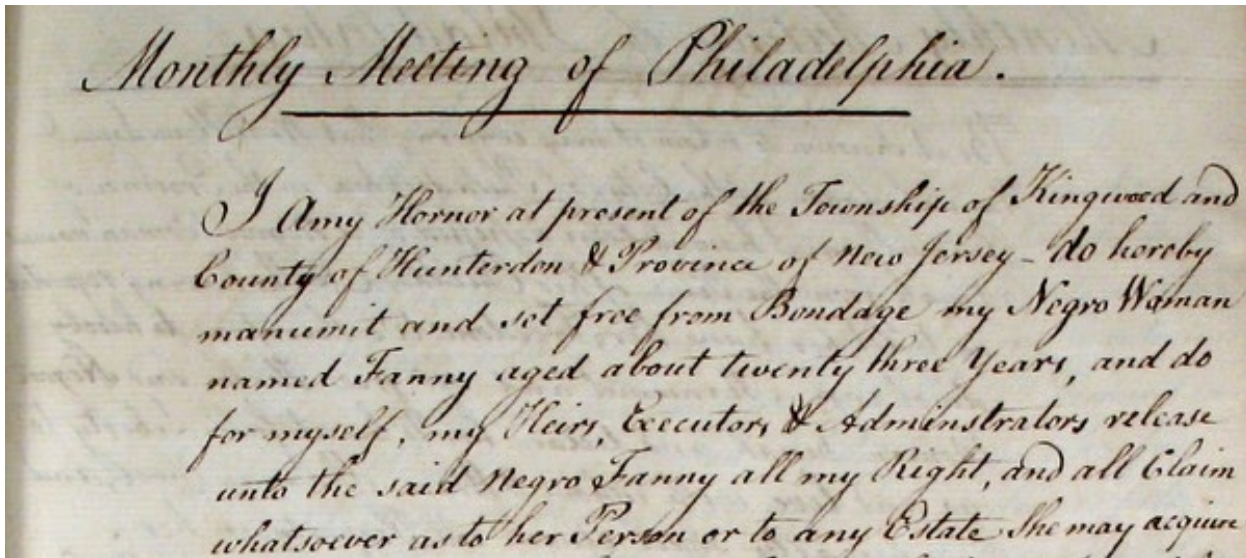 Monthly Meeting of Philadelphia.
I Amy Hornor at present of the Township of Kingwood and
County of Hunterdon & Province of New Jersey - do hereby
manumit and set free from Bondage my Negro Woman
named Fanny aged about twenty three Years, and do
for myself, my Heirs, Executors & Adminstrators release
unto the said Negro Fanny all my Right, and all Claim
whatsoever as to her Person or to any Estate She may acquire